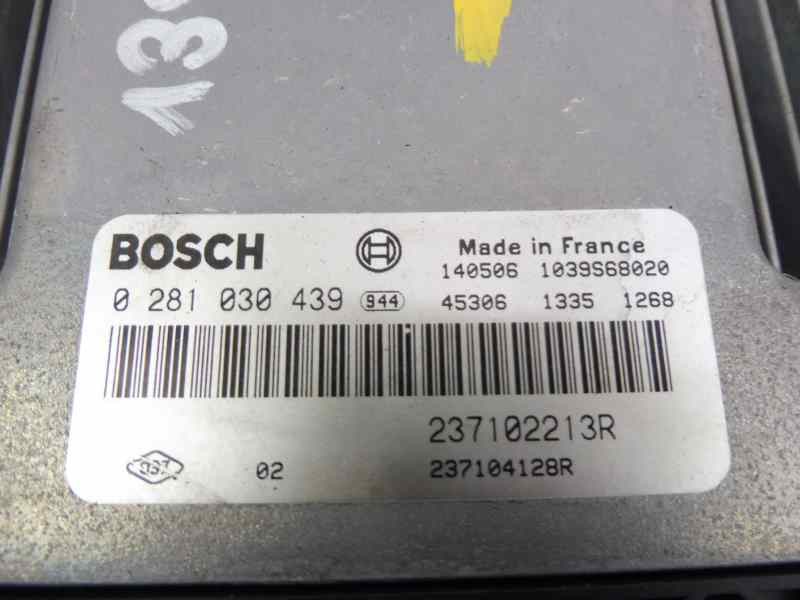 BOSCH
Made in France
140506 1039S68020
0 281 030 439 944 45306 1335 1268
237102213R
02 237104128R